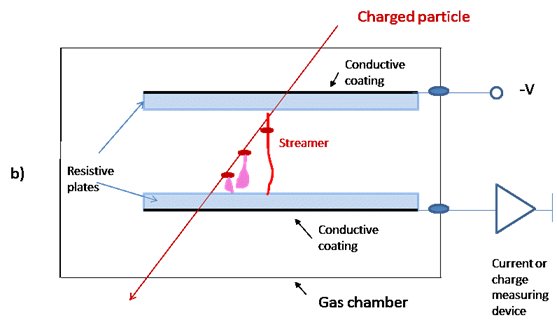 Charged particle
Conductive
coating
-V
Streamer
b)
Resistive
plates
Conductive
coating
Current or
charge
measuring
device
Gas chamber